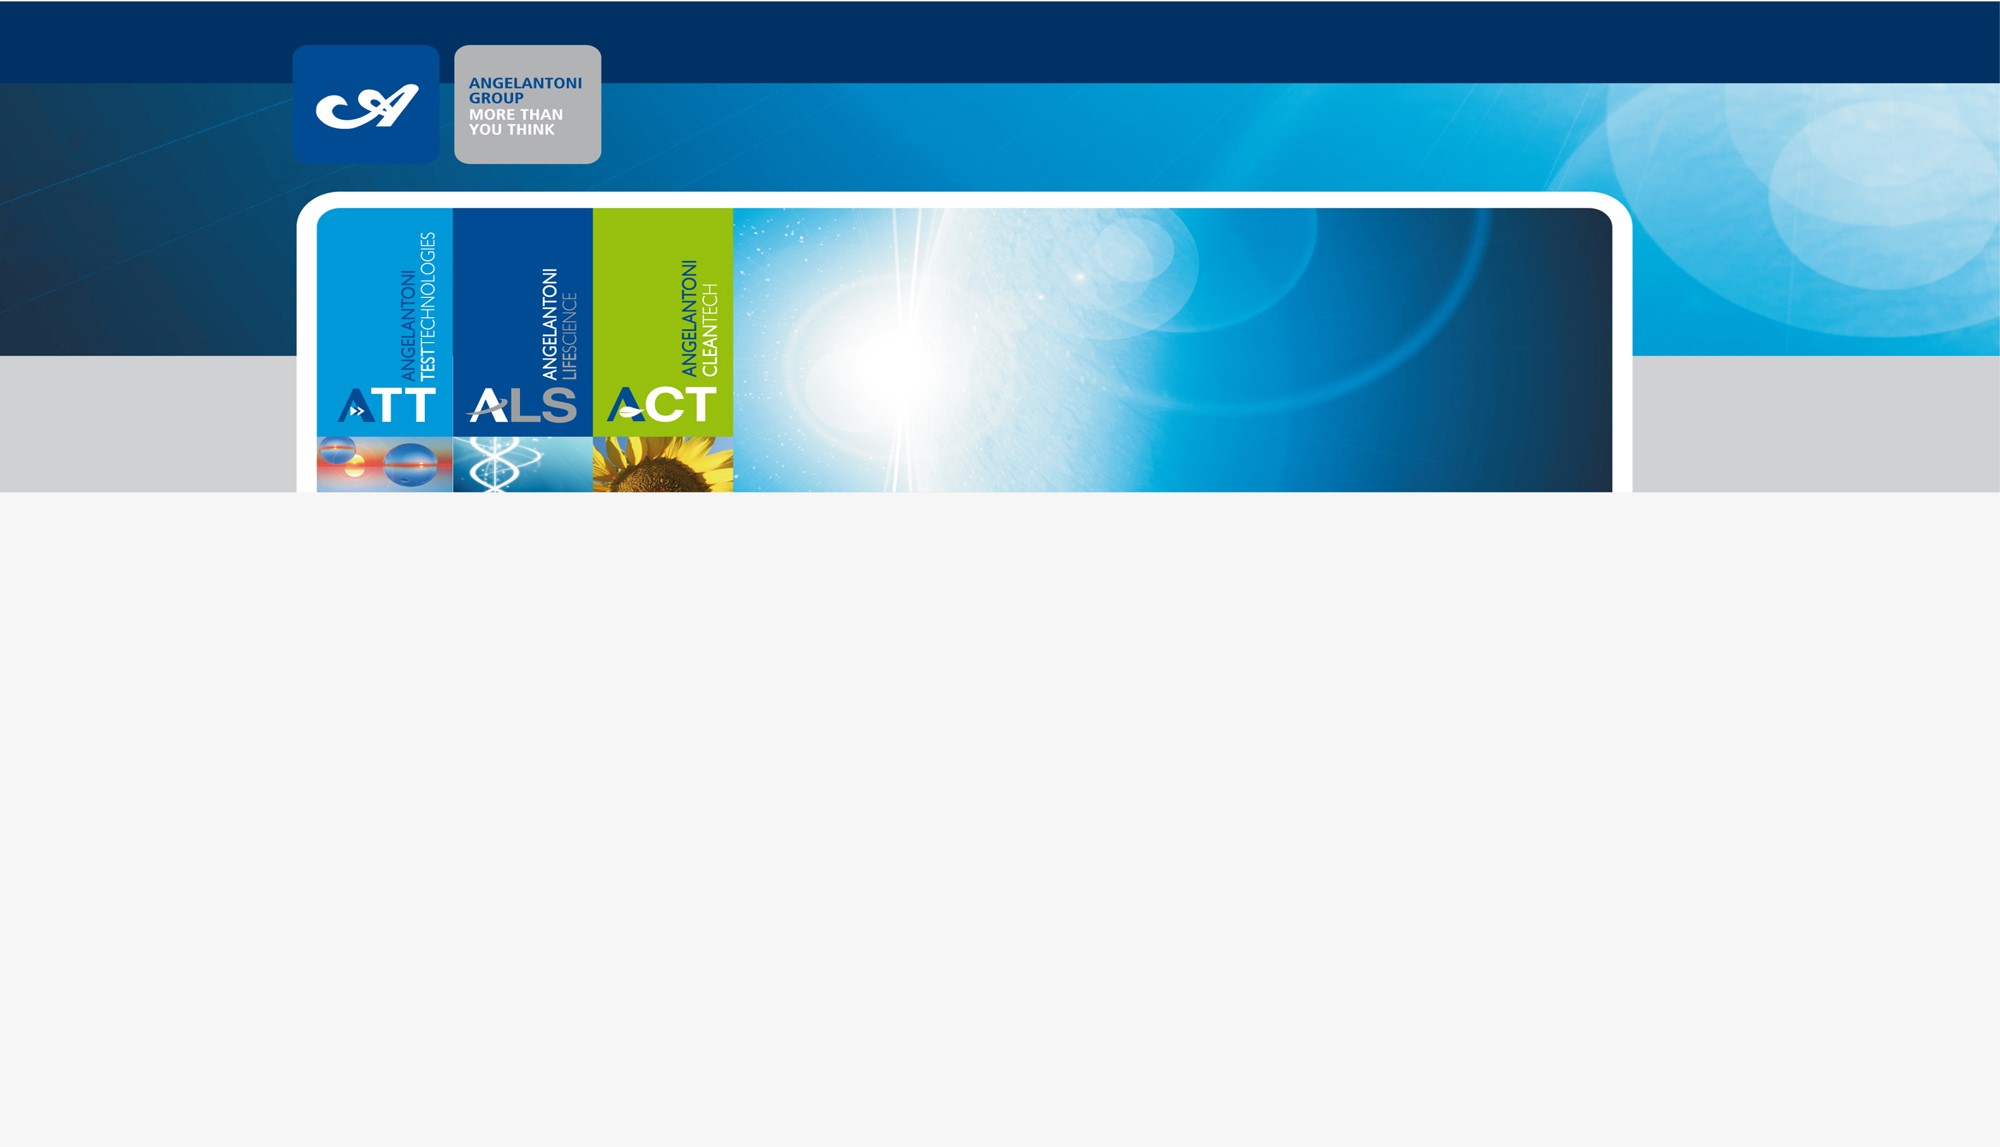 ANGELANTONI
GROUP
MORE THAN
YOU THINK
ANGELANTONI
TESTTECHNOLOGIES
ATT
ANGELANTONI
LIFESCIENCE
ALS
ANGELANTONI
CLEANTECH
ACT